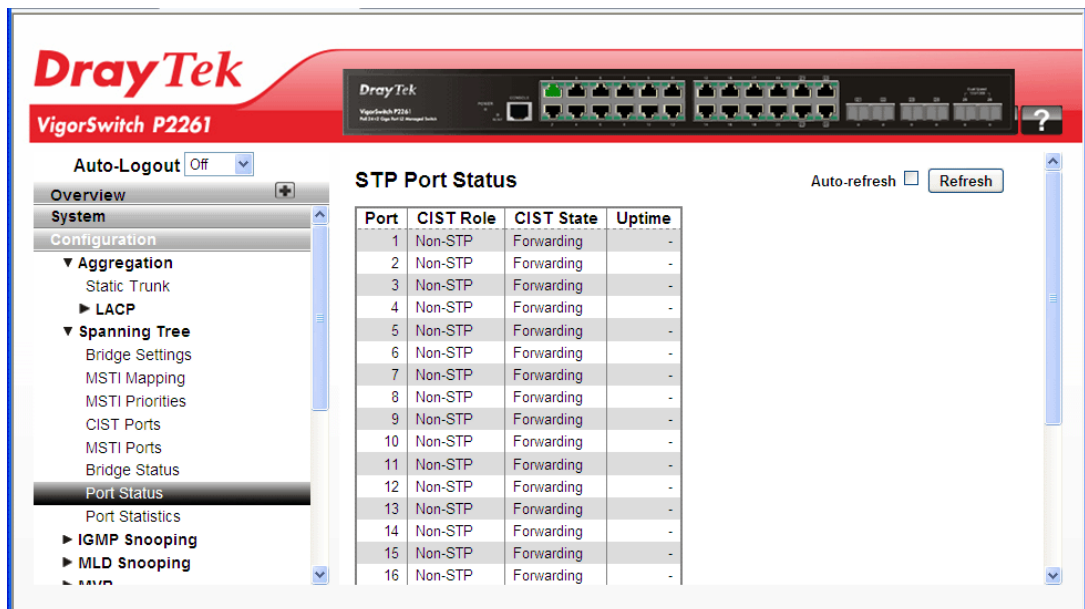 DrayTek
VigorSwitch P2261
DrayTek
VigorSwitch P2261
?
Auto-Logout Off
Overview
System
Configuration
▼ Aggregation
Static Trunk
► LACP
▼ Spanning Tree
Bridge Settings
MSTI Mapping
MSTI Priorities
CIST Ports
MSTI Ports
Bridge Status
Port Status
Port Statistics
► IGMP Snooping
► MLD Snooping
► MVR
STP Port Status
Auto-refresh Refresh
Port CIST Role CIST State Uptime
1 Non-STP Forwarding -
2 Non-STP Forwarding -
3 Non-STP Forwarding -
4 Non-STP Forwarding -
5 Non-STP Forwarding -
6 Non-STP Forwarding -
7 Non-STP Forwarding -
8 Non-STP Forwarding -
9 Non-STP Forwarding -
10 Non-STP Forwarding -
11 Non-STP Forwarding -
12 Non-STP Forwarding -
13 Non-STP Forwarding -
14 Non-STP Forwarding -
15 Non-STP Forwarding -
16 Non-STP Forwarding -